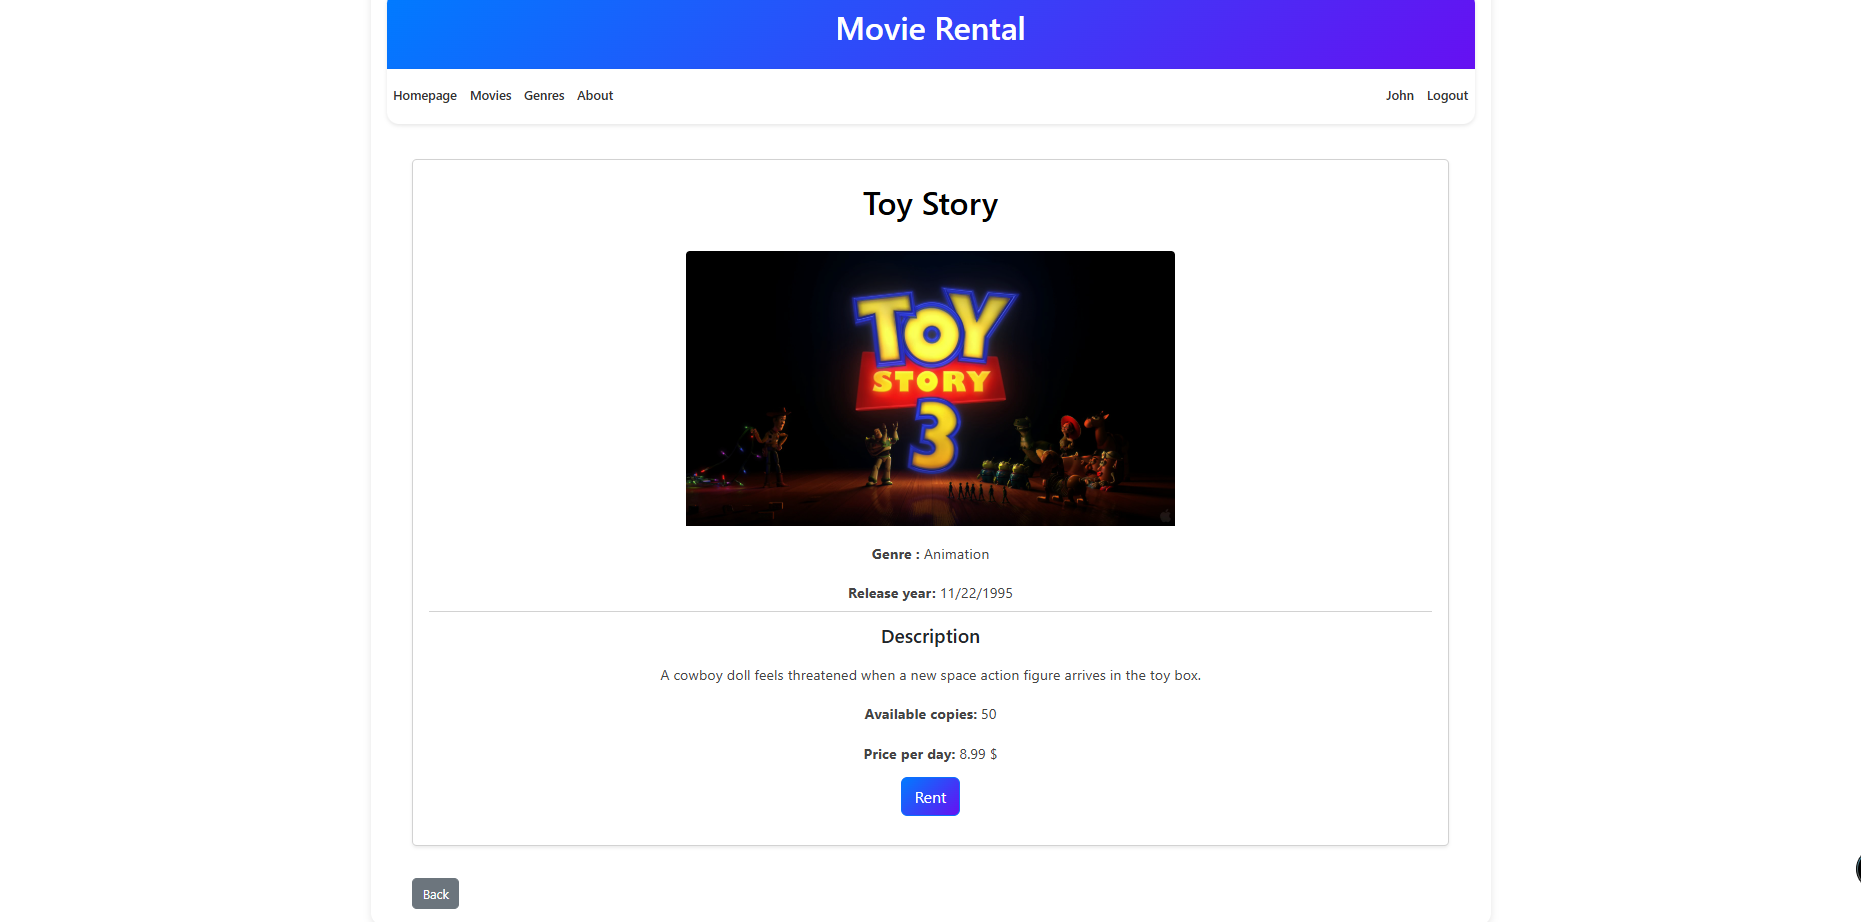 Movie Rental
Homepage Movies Genres About John Logout
Toy Story
TOY
STORY
3
Genre : Animation
Release year: 11/22/1995
Description
A cowboy doll feels threatened when a new space action figure arrives in the toy box.
Available copies: 50
Price per day: 8.99 $
Rent
Back